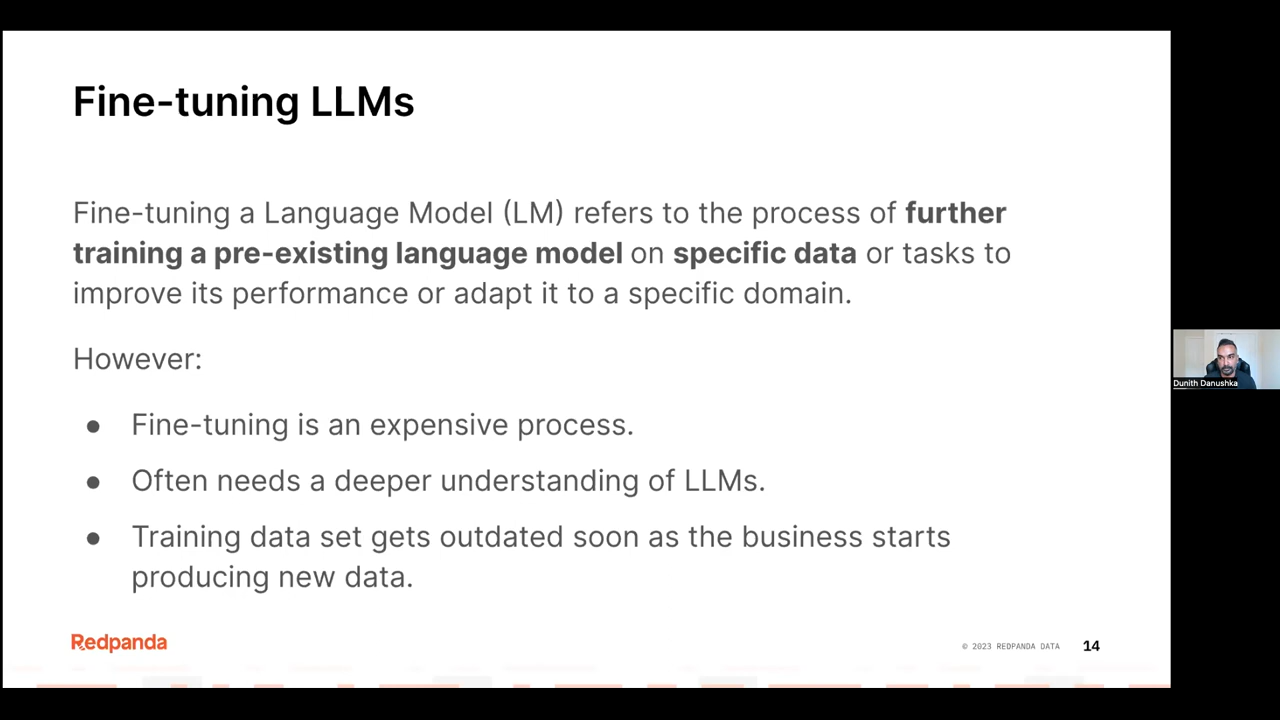 Fine-tuning LLMs
Fine-tuning a Language Model (LM) refers to the process of further
training a pre-existing language model on specific data or tasks to
improve its performance or adapt it to a specific domain.
However:
● Fine-tuning is an expensive process.
● Often needs a deeper understanding of LLMs.
● Training data set gets outdated soon as the business starts
producing new data.
Dunith Danushka
Redpanda
© 2023 REDPANDA DATA
14